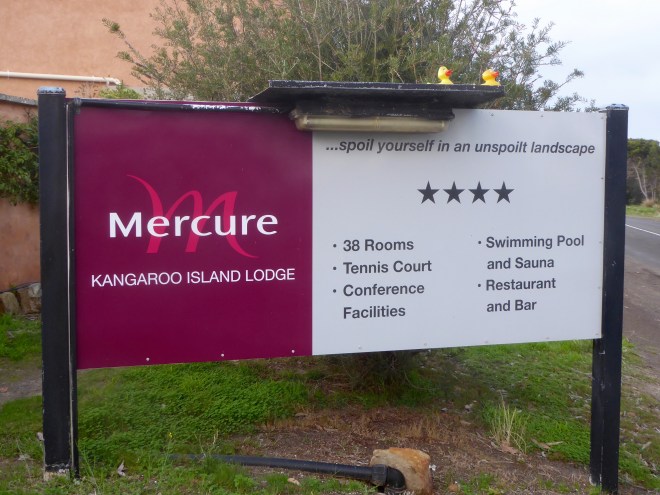 Mercure
KANGAROO ISLAND LODGE
...spoil yourself in an unspoilt landscape
★★★★
· 38 Rooms
· Tennis Court
· Conference
Facilities
· Swimming Pool
and Sauna
· Restaurant
and Bar